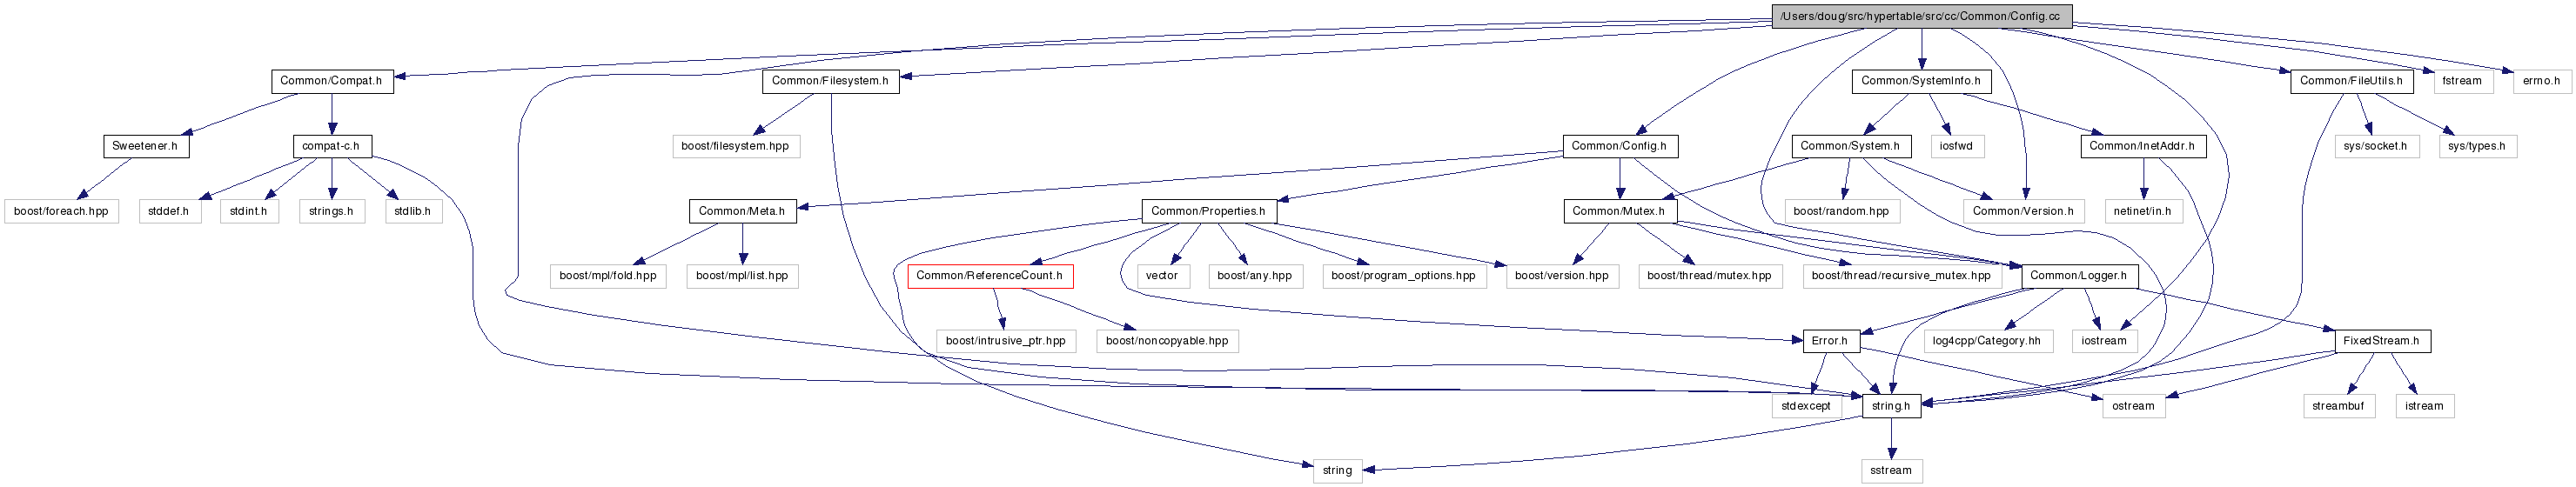 /Users/doug/src/hypertable/src/cc/Common/Config.cc
Common/Compat.h
Common/Filesystem.h
Common/SystemInfo.h
Common/FileUtils.h
fstream
errno.h
Sweetener.h
compat-c.h
boost/filesystem.hpp
Common/Config.h
Common/System.h
iosfwd
Common/InetAddr.h
sys/socket.h
sys/types.h
boost/foreach.hpp
stddef.h
stdint.h
strings.h
stdlib.h
Common/Meta.h
Common/Properties.h
Common/Mutex.h
boost/random.hpp
Common/Version.h
netinet/in.h
boost/mpl/fold.hpp
boost/mpl/list.hpp
Common/ReferenceCount.h
vector
boost/any.hpp
boost/program_options.hpp
boost/version.hpp
boost/thread/mutex.hpp
boost/thread/recursive_mutex.hpp
Common/Logger.h
boost/intrusive_ptr.hpp
boost/noncopyable.hpp
Error.h
log4cpp/Category.hh
iostream
FixedStream.h
stdexcept
string.h
ostream
streambuf
istream
string
sstream